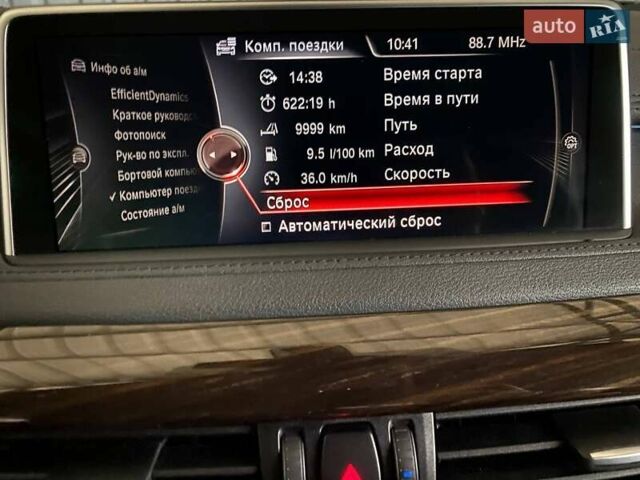 auto RIA
Комп. поездки 10:41 88.7 MHz
Инфо об а/м
EfficientDynamics
Краткое руководс
Фотопоиск
Рук-во по экспл.
Бортовой компью
✓ Компьютер поезд
Состояние а/м
14:38 Время старта
622:19 h Время в пути
9999 km Путь
9.5 l/100 km Расход
36.0 km/h Скорость
Сброс
Автоматический сброс
OFF